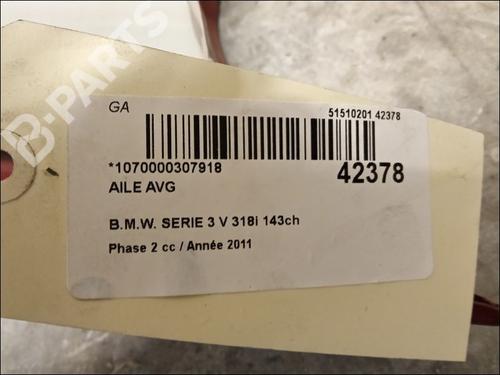 GA
51510201 42378
*1070000307918
42378
AILE AVG
B.M.W. SERIE 3 V 318i 143ch
Phase 2 cc / Année 2011
B-PARTS